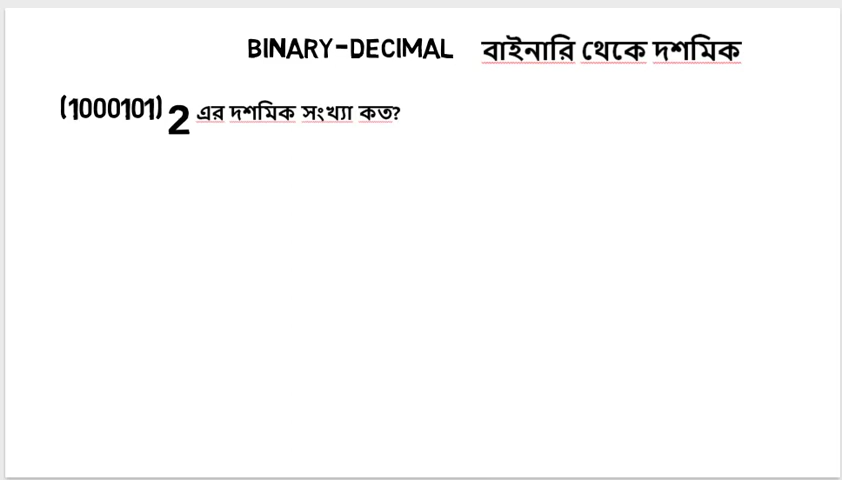 BINARY-DECIMAL বাইনারি থেকে দশমিক
(1000101)2 এর দশমিক সংখ্যা কত?